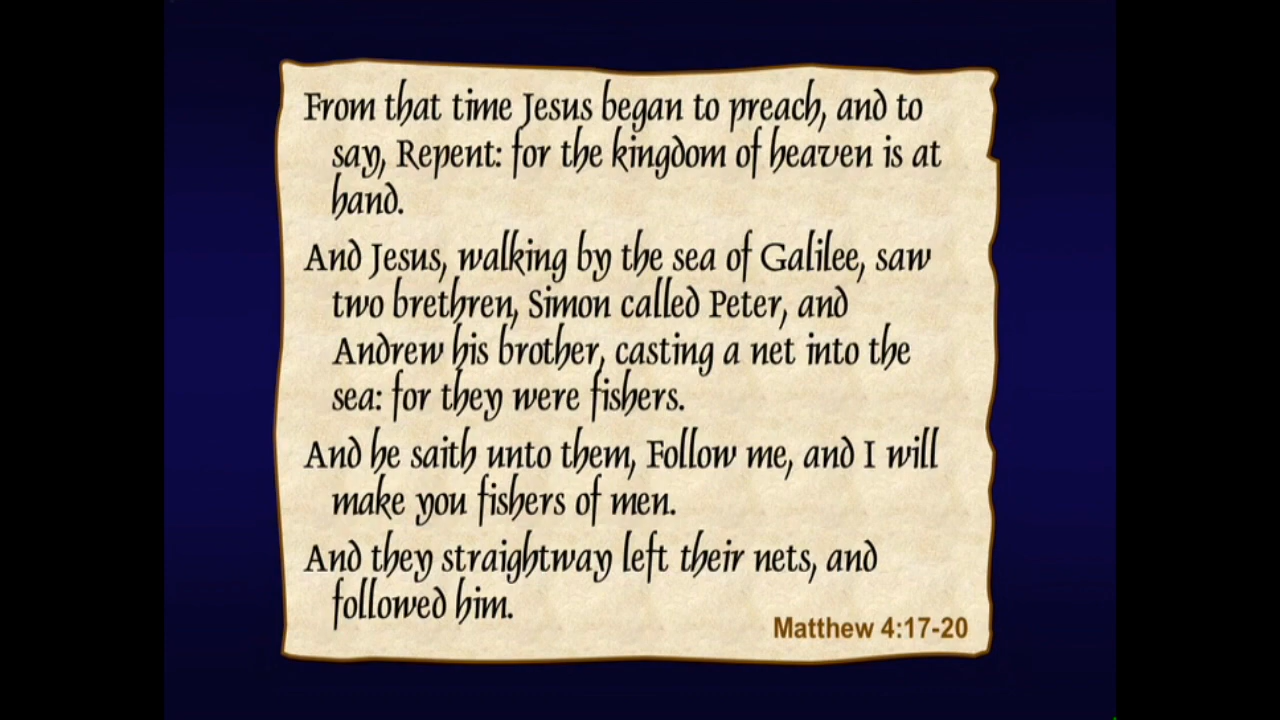 From that time Jesus began to preach, and to
say, Repent: for the kingdom of heaven is at
hand.
And Jesus, walking by the sea of Galilee, saw
two brethren, Simon called Peter, and
Andrew his brother, casting a net into the
sea: for they were fishers.
And he saith unto them, Follow me, and I will
make you fishers of men.
And they straightway left their nets, and
followed him.
Matthew 4:17-20